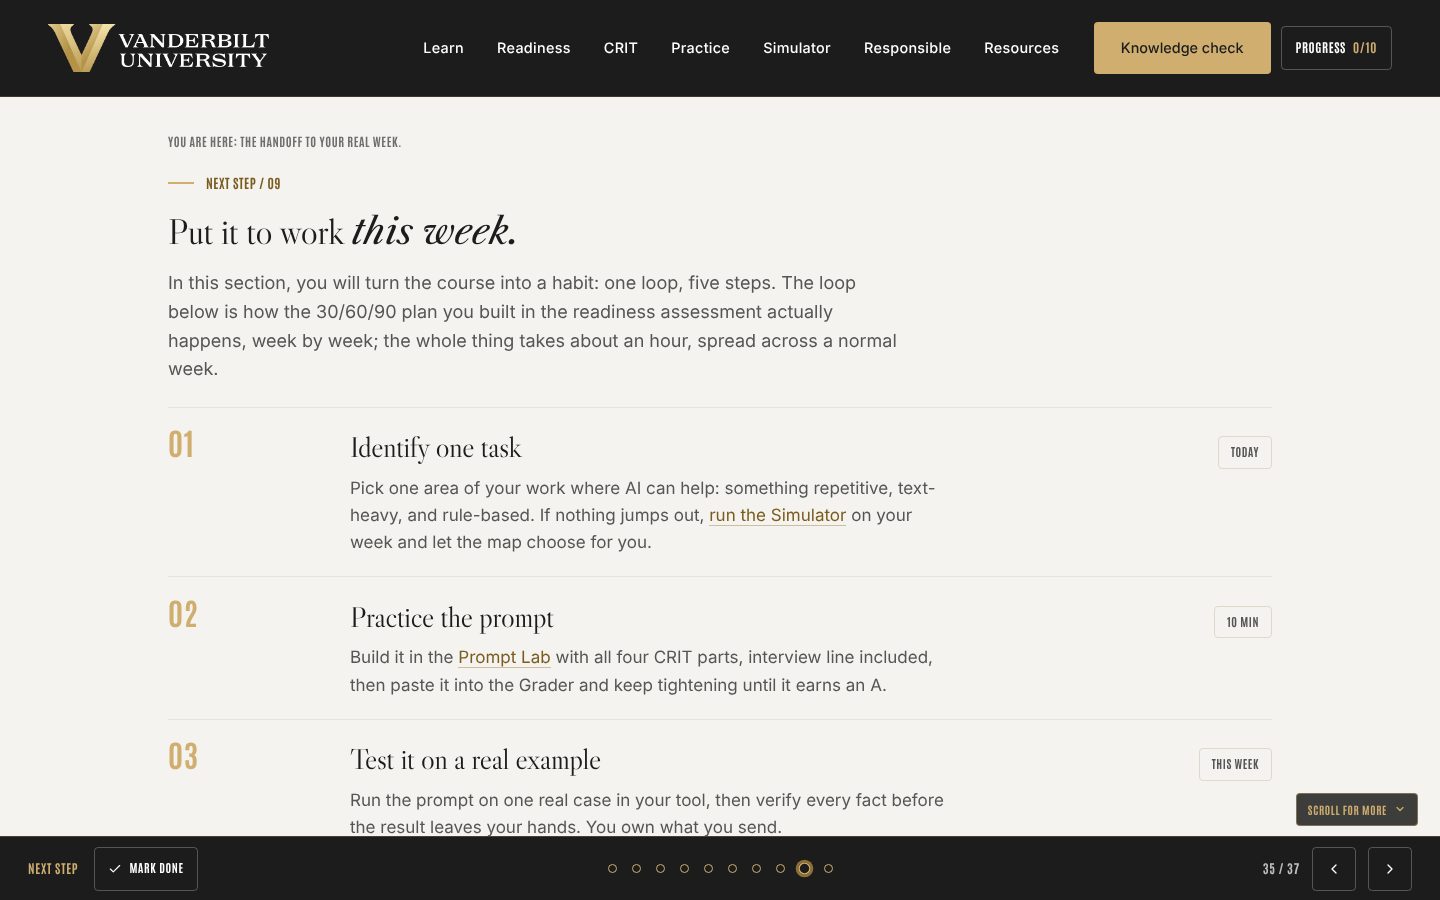 VANDERBILT
UNIVERSITY
Learn
Readiness
CRIT
Practice
Simulator
Responsible
Resources
Knowledge check
PROGRESS 0/10
YOU ARE HERE: THE HANDOFF TO YOUR REAL WEEK.
NEXT STEP / 09
Put it to work this week.
In this section, you will turn the course into a habit: one loop, five steps. The loop
below is how the 30/60/90 plan you built in the readiness assessment actually
happens, week by week; the whole thing takes about an hour, spread across a normal
week.
01
Identify one task
TODAY
Pick one area of your work where AI can help: something repetitive, text-
heavy, and rule-based. If nothing jumps out, run the Simulator on your
week and let the map choose for you.
02
Practice the prompt
10 MIN
Build it in the Prompt Lab with all four CRIT parts, interview line included,
then paste it into the Grader and keep tightening until it earns an A.
03
Test it on a real example
THIS WEEK
Run the prompt on one real case in your tool, then verify every fact before
the result leaves your hands. You own what you send.
SCROLL FOR MORE
NEXT STEP
MARK DONE
35 / 37